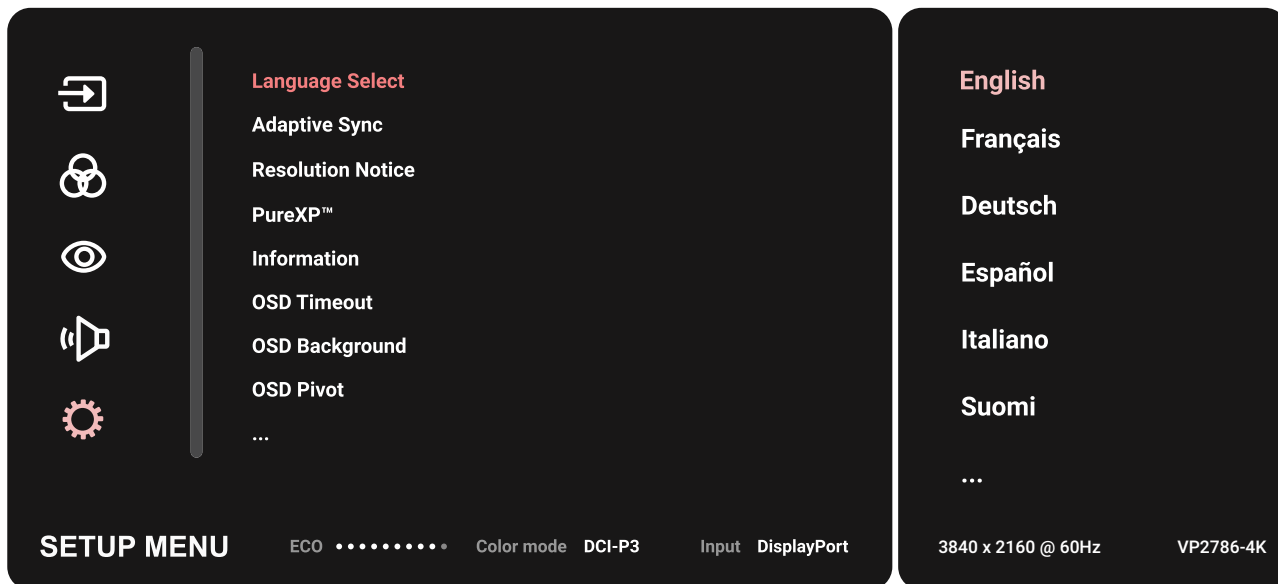 Language Select
Adaptive Sync
Resolution Notice
PureXP™
Information
OSD Timeout
OSD Background
OSD Pivot
...
English
Français
Deutsch
Español
Italiano
Suomi
...
SETUP MENU ECO Color mode DCI-P3 Input DisplayPort 3840 x 2160 @ 60Hz VP2786-4K